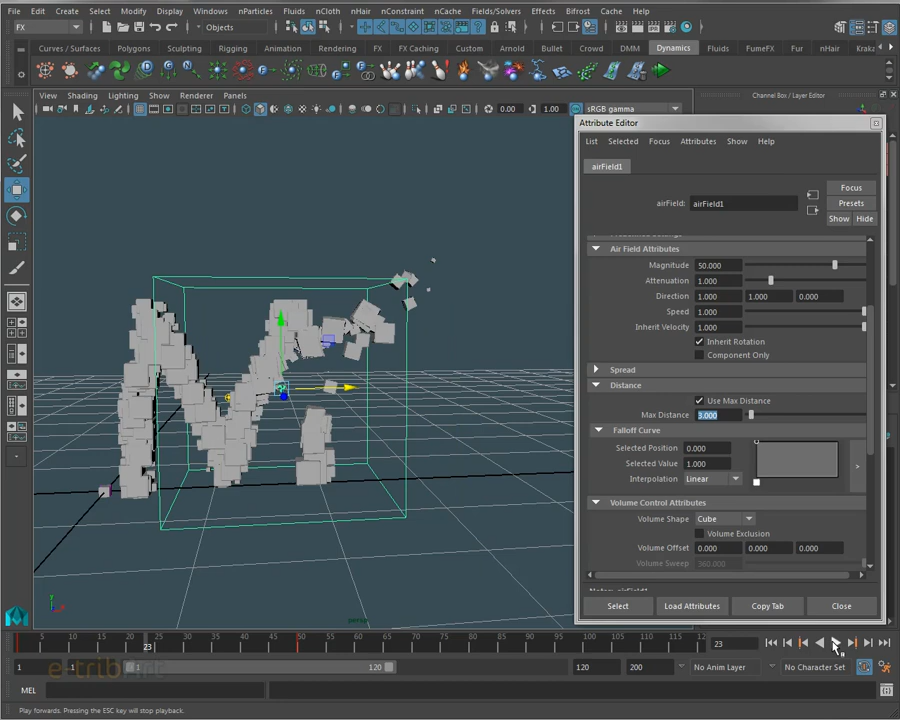 File Edit Create Select Modify Display Windows nParticles Fluids nCloth nHair nConstraint nCache Fields/Solvers Effects Bifrost Cache Help
FX Objects
Curves / Surfaces Polygons Sculpting Rigging Animation Rendering FX FX Caching Custom Arnold Bullet Crowd DMM Dynamics Fluids FumeFX Fur nHair Kraka
View Shading Lighting Show Renderer Panels Channel Box / Layer Editor
0.00 1.00 sRGB gamma
Attribute Editor
List Selected Focus Attributes Show Help
airField1
Focus
airField: airField1 Presets
Show Hide
Air Field Attributes
Magnitude 50.000
Attenuation 1.000
Direction 1.000 1.000 0.000
Speed 1.000
Inherit Velocity 1.000
Inherit Rotation
Component Only
Spread
Distance
Use Max Distance
Max Distance 3.000
Falloff Curve
Selected Position 0.000
Selected Value 1.000
Interpolation Linear >
Volume Control Attributes
Volume Shape Cube
Volume Exclusion
Volume Offset 0.000 0.000 0.000
Volume Sweep 360.000
Select Load Attributes Copy Tab Close
persp
5 10 15 20 25 30 35 40 45 50 55 60 65 70 75 80 85 90 95 100 105 110 115 12
23 23
1 1 1 120 120 200 No Anim Layer No Character Set
e-tribArt
MEL
Play forwards. Pressing the ESC key will stop playback.